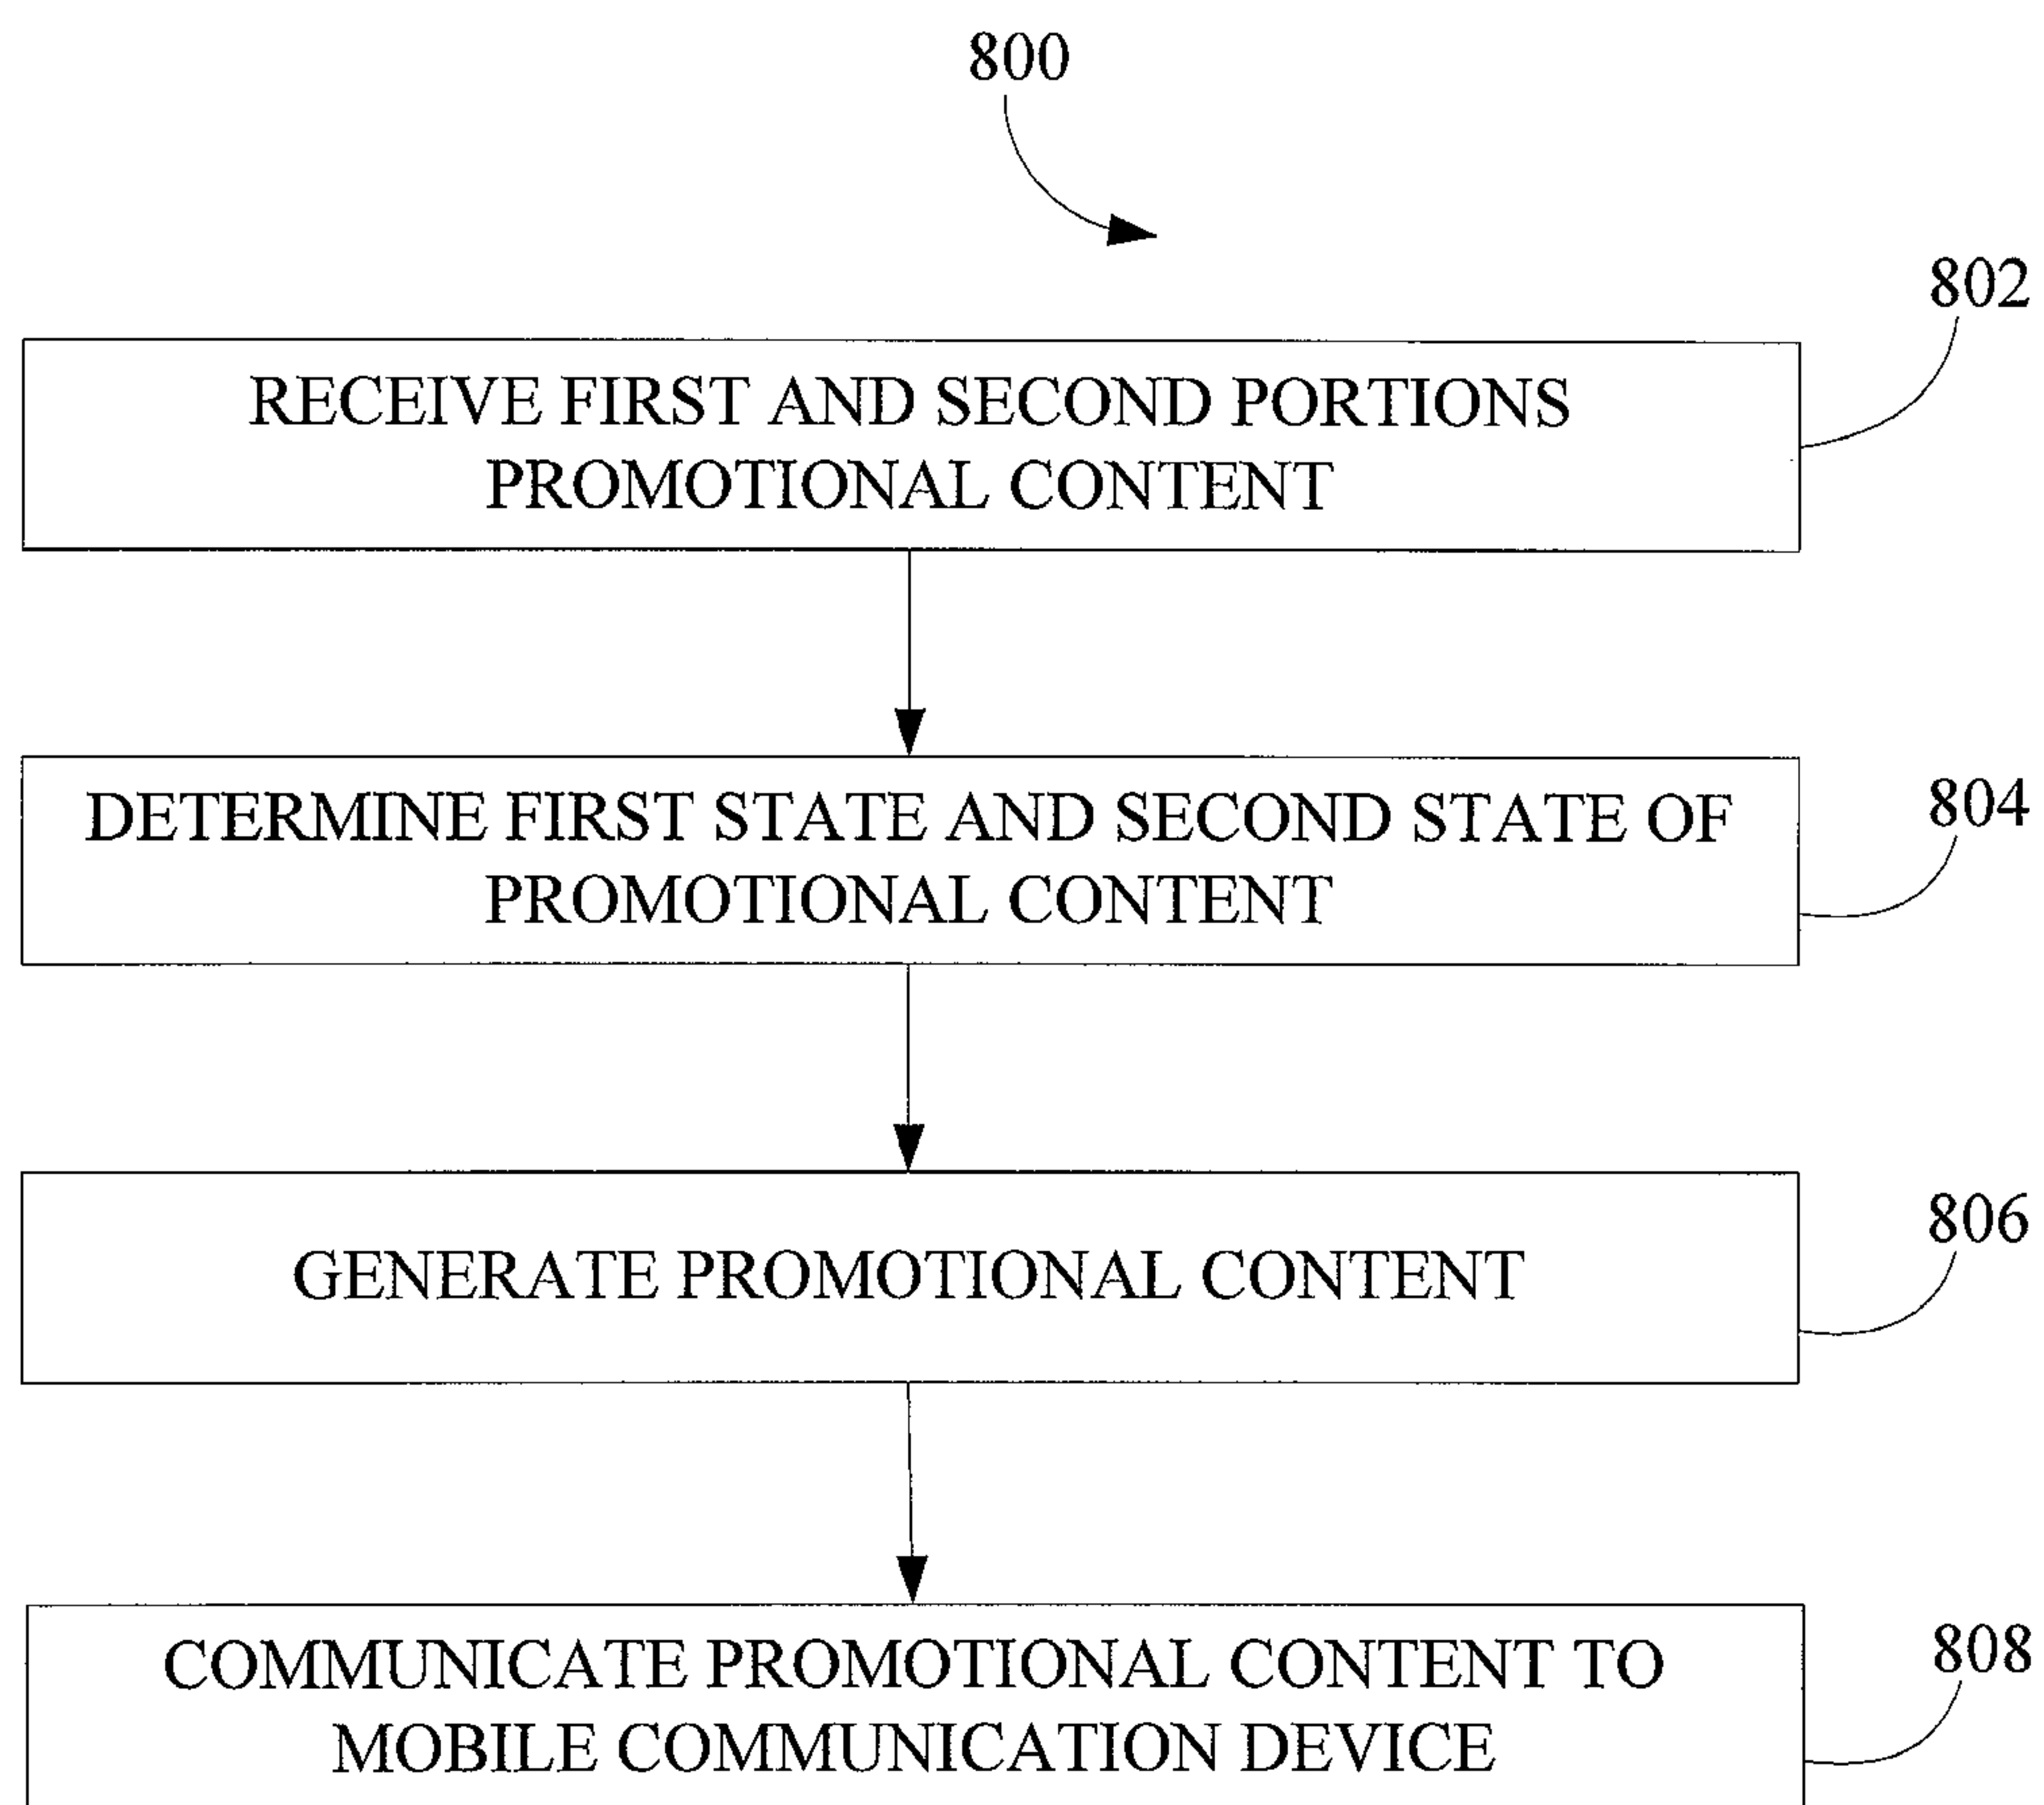 800
802
RECEIVE FIRST AND SECOND PORTIONS
PROMOTIONAL CONTENT
804
DETERMINE FIRST STATE AND SECOND STATE OF
PROMOTIONAL CONTENT
806
GENERATE PROMOTIONAL CONTENT
808
COMMUNICATE PROMOTIONAL CONTENT TO
MOBILE COMMUNICATION DEVICE